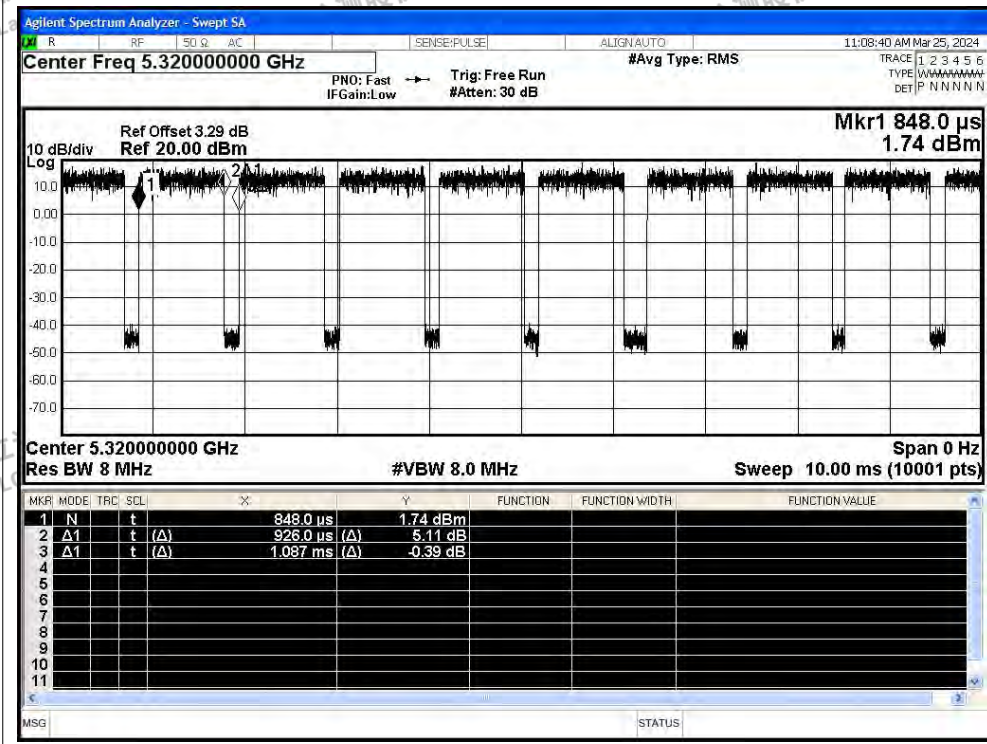 Agilent Spectrum Analyzer - Swept SA
R RF 50 Ω AC SENSE:PULSE ALIGN AUTO 11:08:40 AM Mar 25, 2024
Center Freq 5.320000000 GHz #Avg Type: RMS TRACE 1 2 3 4 5 6
PNO: Fast Trig: Free Run TYPE WWWWWW
IFGain:Low #Atten: 30 dB DET P N N N N N
Mkr1 848.0 µs
Ref Offset 3.29 dB
10 dB/div Ref 20.00 dBm 1.74 dBm
Log
10.0
0.00
-10.0
-20.0
-30.0
-40.0
-50.0
-60.0
-70.0
1
2Δ1
Center 5.320000000 GHz Span 0 Hz
Res BW 8 MHz #VBW 8.0 MHz Sweep 10.00 ms (10001 pts)
MKR MODE TRC SCL X Y FUNCTION FUNCTION WIDTH FUNCTION VALUE
1 N t 848.0 µs 1.74 dBm
2 Δ1 t (Δ) 926.0 µs (Δ) 5.11 dB
3 Δ1 t (Δ) 1.087 ms (Δ) -0.39 dB
4
5
6
7
8
9
10
11
MSG STATUS